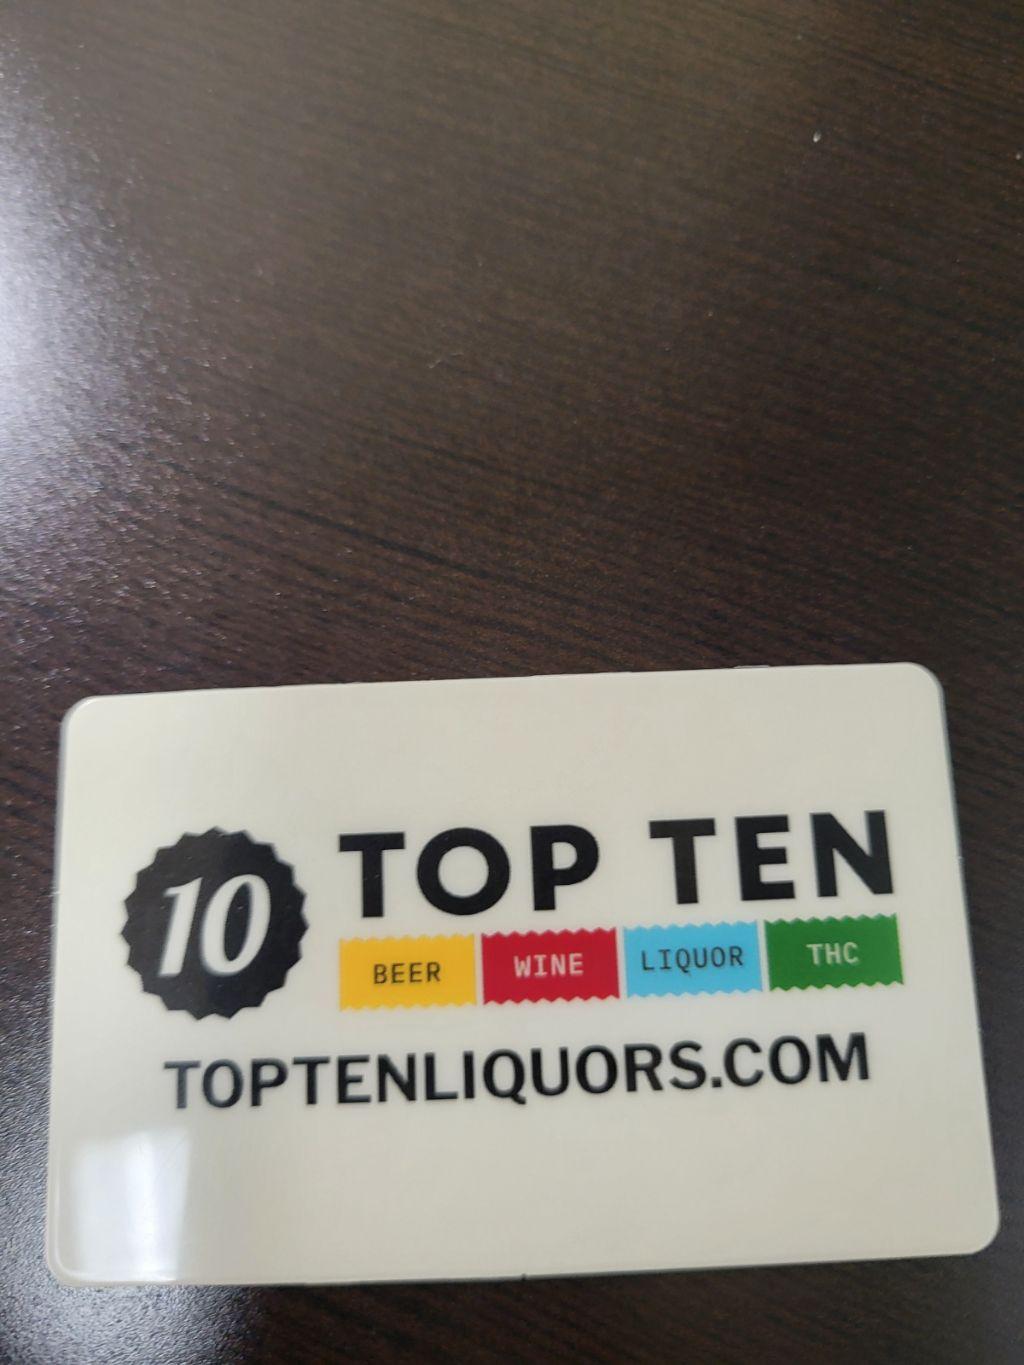 10
TOP TEN
BEER WINE LIQUOR THC
TOPTENLIQUORS.COM